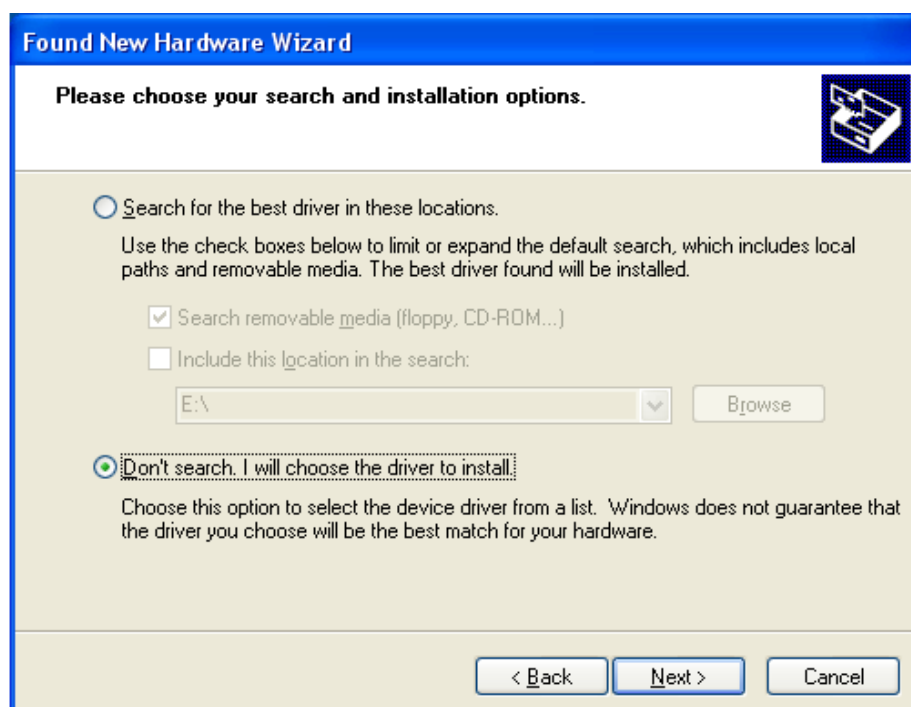 Found New Hardware Wizard
Please choose your search and installation options.
Search for the best driver in these locations.
Use the check boxes below to limit or expand the default search, which includes local
paths and removable media. The best driver found will be installed.
Search removable media (floppy, CD-ROM...)
Include this location in the search:
E:\
Browse
Don't search. I will choose the driver to install.
Choose this option to select the device driver from a list.  Windows does not guarantee that
the driver you choose will be the best match for your hardware.
< Back
Next >
Cancel